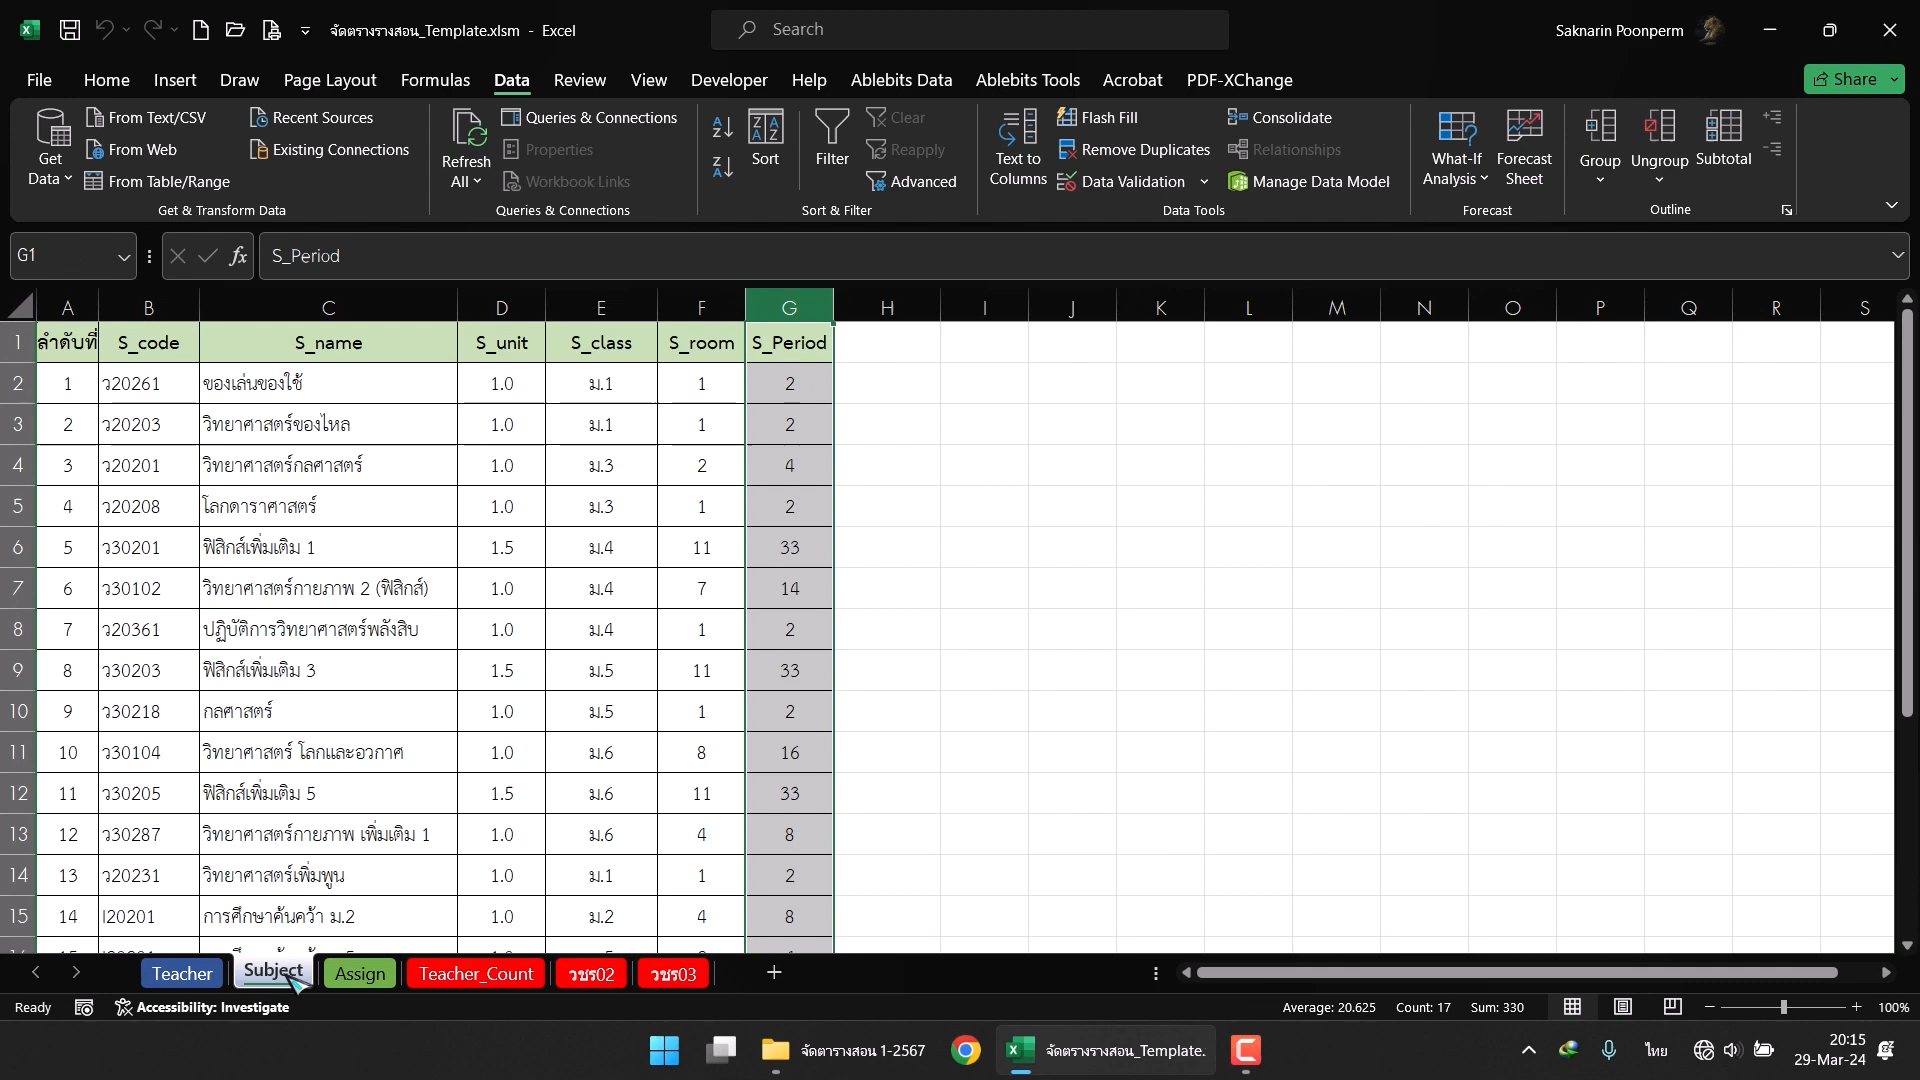 จัดตรางรางสอน_Template.xlsm - Excel
Search
Saknarin Poonperm
File Home Insert Draw Page Layout Formulas Data Review View Developer Help Ablebits Data Ablebits Tools Acrobat PDF-XChange
Share
Get Data
From Text/CSV
From Web
From Table/Range
Recent Sources
Existing Connections
Get & Transform Data
Refresh All
Queries & Connections
Properties
Workbook Links
Queries & Connections
Sort
Filter
Clear
Reapply
Advanced
Sort & Filter
Text to Columns
Flash Fill
Remove Duplicates
Data Validation
Consolidate
Relationships
Manage Data Model
Data Tools
What-If Analysis
Forecast Sheet
Forecast
Group
Ungroup
Subtotal
Outline
G1
fx
S_Period
A B C D E F G H I J K L M N O P Q R S
1 ลำดับที่ S_code S_name S_unit S_class S_room S_Period
2 1 ว20261 ของเล่นของใช้ 1.0 ม.1 1 2
3 2 ว20203 วิทยาศาสตร์ของไหล 1.0 ม.1 1 2
4 3 ว20201 วิทยาศาสตร์กลศาสตร์ 1.0 ม.3 2 4
5 4 ว20208 โลกดาราศาสตร์ 1.0 ม.3 1 2
6 5 ว30201 ฟิสิกส์เพิ่มเติม 1 1.5 ม.4 11 33
7 6 ว30102 วิทยาศาสตร์กายภาพ 2 (ฟิสิกส์) 1.0 ม.4 7 14
8 7 ว20361 ปฏิบัติการวิทยาศาสตร์พลังสิบ 1.0 ม.4 1 2
9 8 ว30203 ฟิสิกส์เพิ่มเติม 3 1.5 ม.5 11 33
10 9 ว30218 กลศาสตร์ 1.0 ม.5 1 2
11 10 ว30104 วิทยาศาสตร์ โลกและอวกาศ 1.0 ม.6 8 16
12 11 ว30205 ฟิสิกส์เพิ่มเติม 5 1.5 ม.6 11 33
13 12 ว30287 วิทยาศาสตร์กายภาพ เพิ่มเติม 1 1.0 ม.6 4 8
14 13 ว20231 วิทยาศาสตร์เพิ่มพูน 1.0 ม.1 1 2
15 14 I20201 การศึกษาค้นคว้า ม.2 1.0 ม.2 4 8
Teacher Subject Assign Teacher_Count วชร02 วชร03
Ready
Accessibility: Investigate
Average: 20.625 Count: 17 Sum: 330
100%
จัดตารางสอน 1-2567
จัดตรางรางสอน_Template.
ไทย
20:15
29-Mar-24